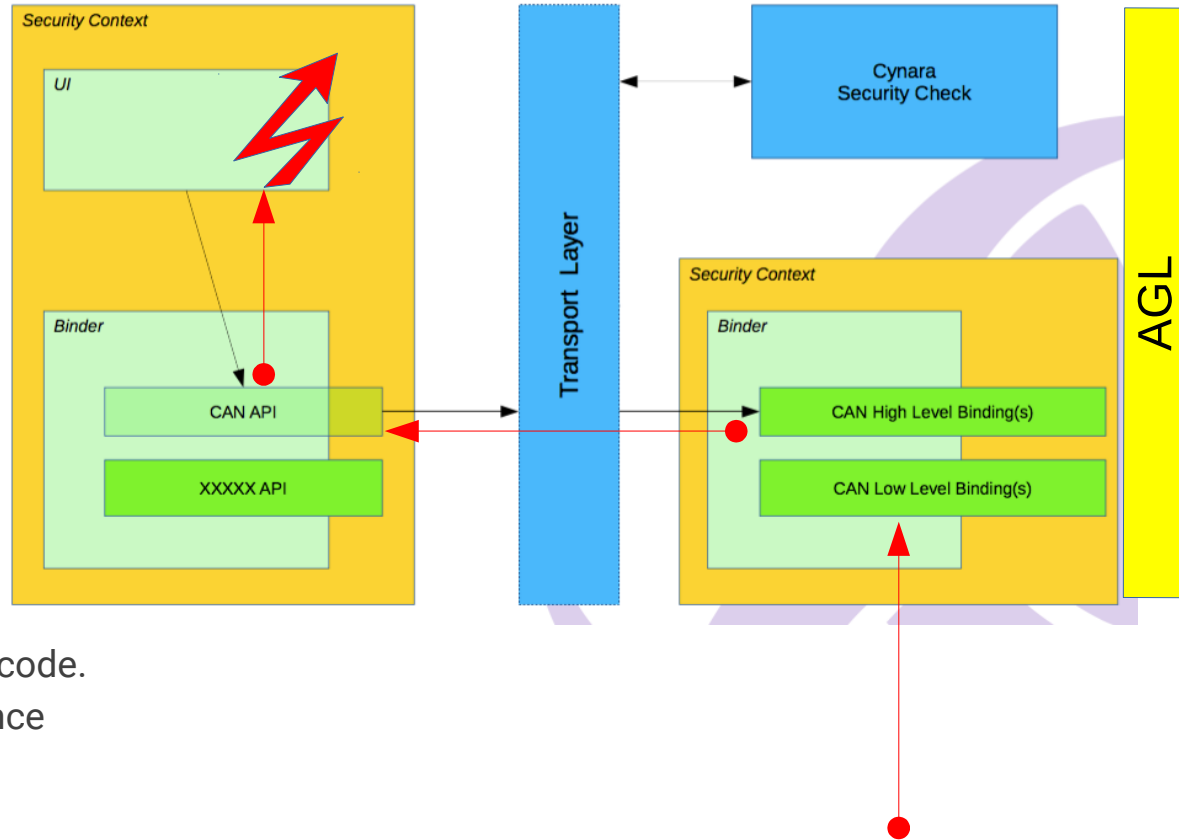 Security Context
UI
Binder
CAN API
XXXXX API
Transport Layer
Cynara
Security Check
Security Context
Binder
CAN High Level Binding(s)
CAN Low Level Binding(s)
AGL
code.